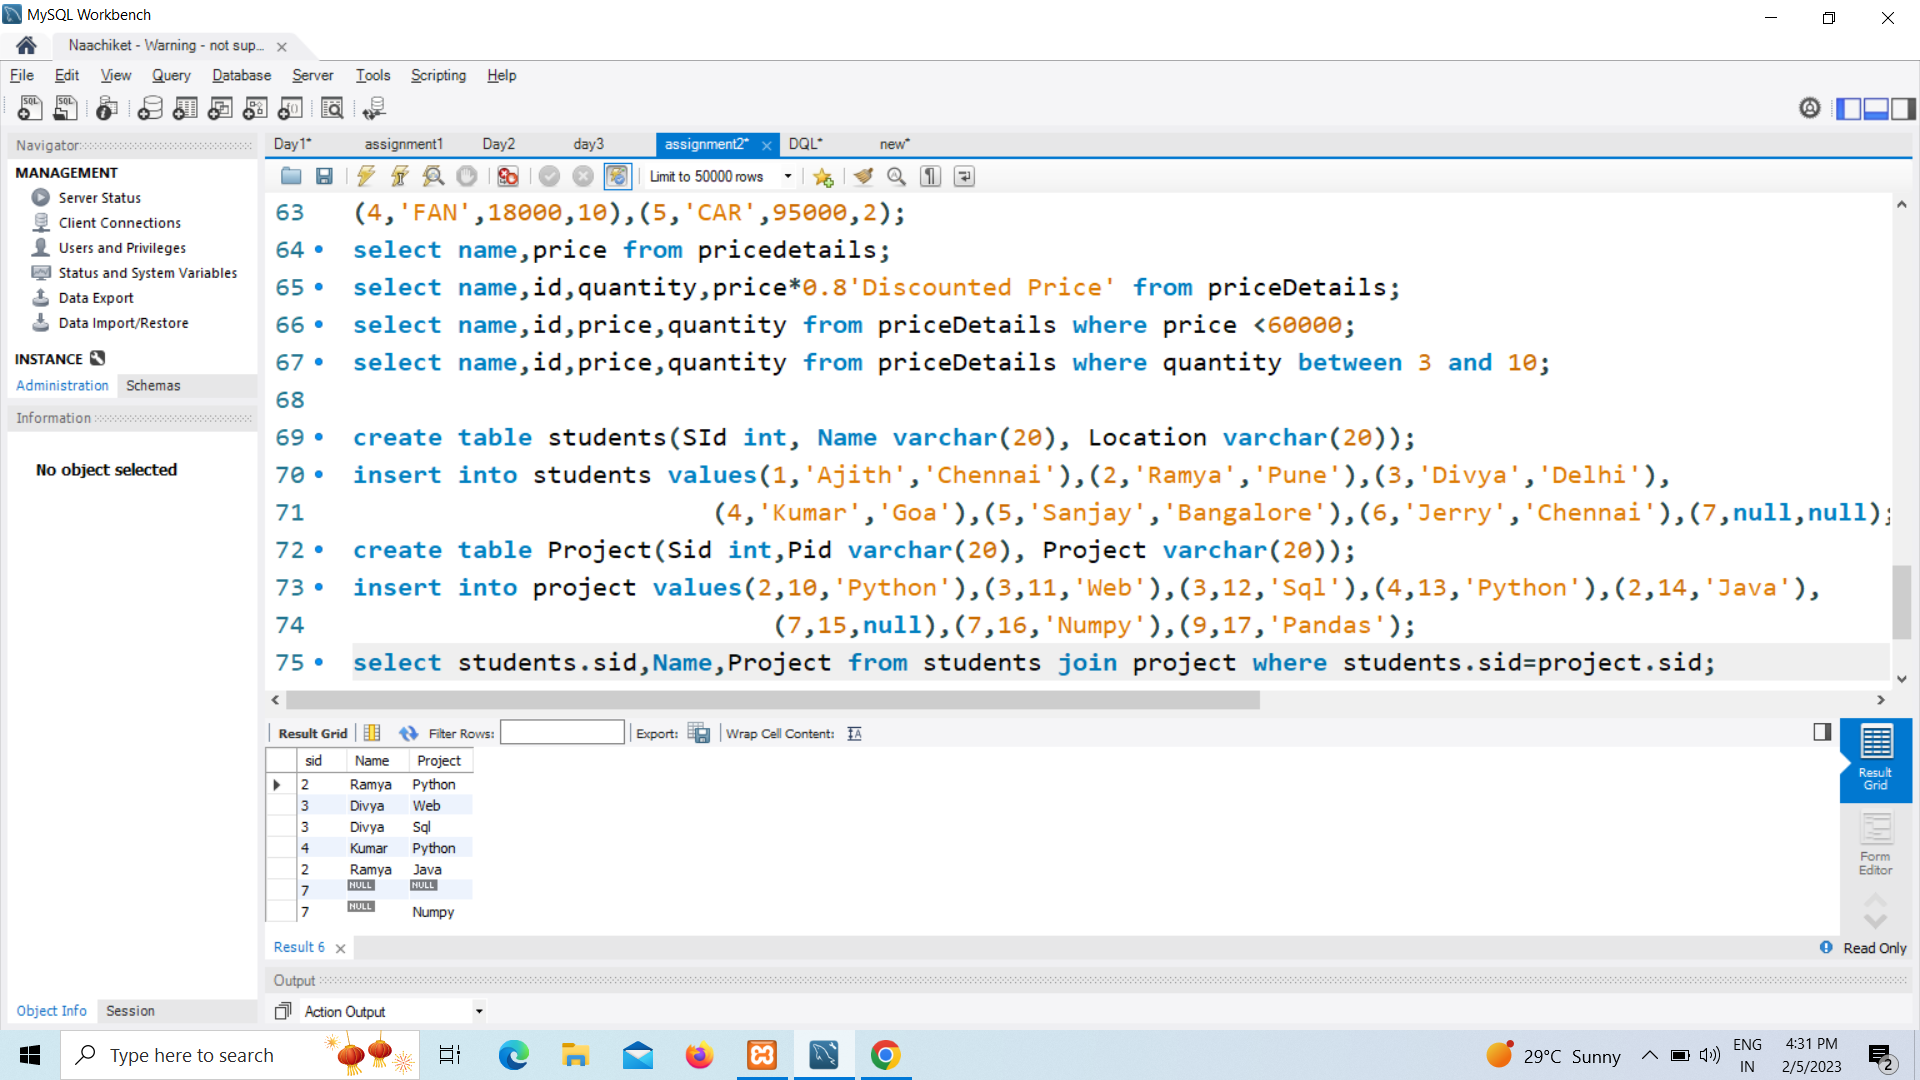 MySQL Workbench
Naachiket - Warning - not sup...
File Edit View Query Database Server Tools Scripting Help
Navigator
MANAGEMENT
Server Status
Client Connections
Users and Privileges
Status and System Variables
Data Export
Data Import/Restore
INSTANCE
Administration Schemas
Information
No object selected
Object Info Session
Day1* assignment1 Day2 day3 assignment2* DQL* new*
Limit to 50000 rows
63 (4,'FAN',18000,10),(5,'CAR',95000,2);
64 select name,price from pricedetails;
65 select name,id,quantity,price*0.8'Discounted Price' from priceDetails;
66 select name,id,price,quantity from priceDetails where price <60000;
67 select name,id,price,quantity from priceDetails where quantity between 3 and 10;
68
69 create table students(SId int, Name varchar(20), Location varchar(20));
70 insert into students values(1,'Ajith','Chennai'),(2,'Ramya','Pune'),(3,'Divya','Delhi'),
71 (4,'Kumar','Goa'),(5,'Sanjay','Bangalore'),(6,'Jerry','Chennai'),(7,null,null);
72 create table Project(Sid int,Pid varchar(20), Project varchar(20));
73 insert into project values(2,10,'Python'),(3,11,'Web'),(3,12,'Sql'),(4,13,'Python'),(2,14,'Java'),
74 (7,15,null),(7,16,'Numpy'),(9,17,'Pandas');
75 select students.sid,Name,Project from students join project where students.sid=project.sid;
Result Grid Filter Rows: Export: Wrap Cell Content:
sid Name Project
2 Ramya Python
3 Divya Web
3 Divya Sql
4 Kumar Python
2 Ramya Java
7 NULL NULL
7 NULL Numpy
Result Grid
Form Editor
Result 6
Read Only
Output
Action Output
Type here to search
29°C Sunny
ENG
IN
4:31 PM
2/5/2023
2